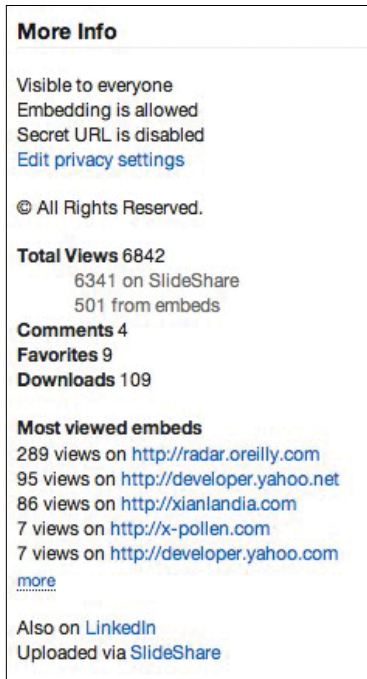 More Info
Visible to everyone
Embedding is allowed
Secret URL is disabled
Edit privacy settings
© All Rights Reserved.
Total Views 6842
6341 on SlideShare
501 from embeds
Comments 4
Favorites 9
Downloads 109
Most viewed embeds
289 views on http://radar.oreilly.com
95 views on http://developer.yahoo.net
86 views on http://xianlandia.com
7 views on http://x-pollen.com
7 views on http://developer.yahoo.com
more
Also on LinkedIn
Uploaded via SlideShare